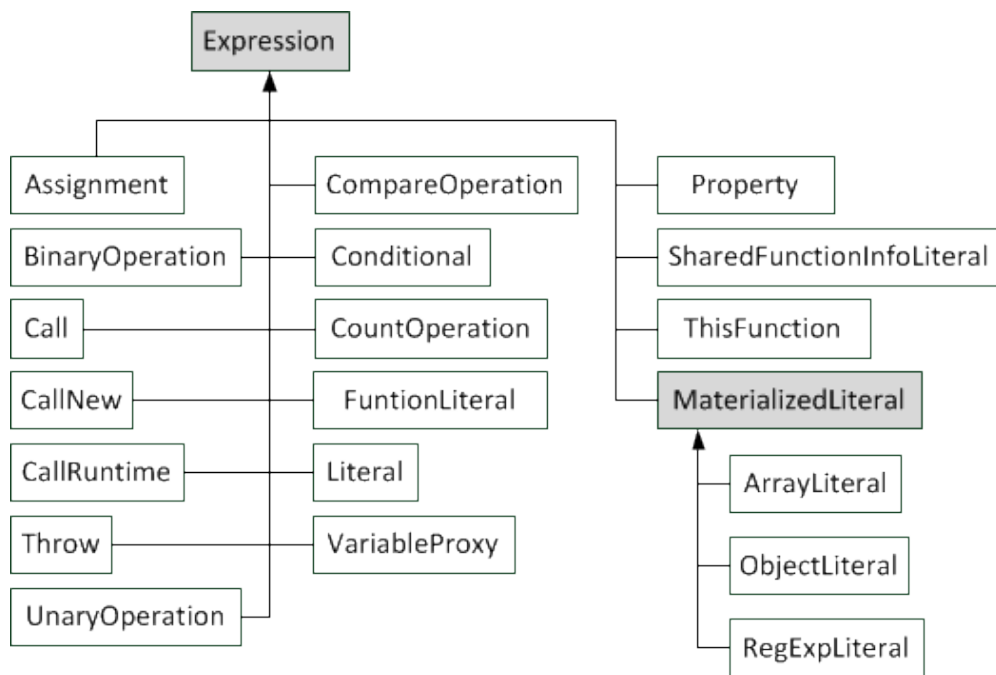 Expression
Assignment
CompareOperation
Property
BinaryOperation
Conditional
SharedFunctionInfoLiteral
Call
CountOperation
ThisFunction
CallNew
FuntionLiteral
MaterializedLiteral
CallRuntime
Literal
ArrayLiteral
Throw
VariableProxy
ObjectLiteral
UnaryOperation
RegExpLiteral